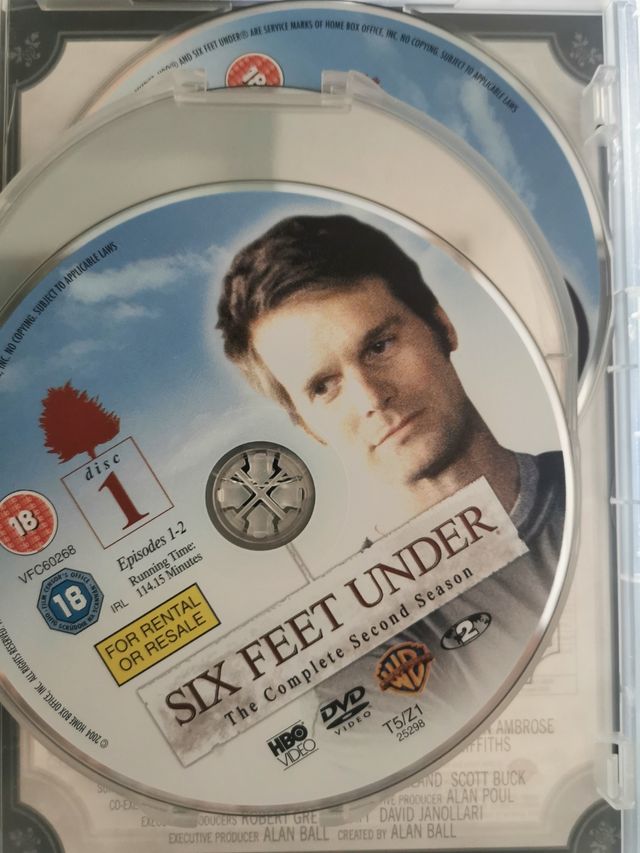 AND SIX FEET UNDER® ARE SERVICE MARKS OF HOME BOX OFFICE, INC. NO COPYING. SUBJECT TO APPLICABLE LAWS
18
INC. NO COPYING. SUBJECT TO APPLICABLE LAWS
disc
1
18
VFC60268
Episodes 1-2
Running Time:
114.15 Minutes
FILM CENSOR'S OFFICE
18
IRL
FOR RENTAL
OR RESALE
SIX FEET UNDER
The Complete Second Season
2
WB
HBO
VIDEO
DVD
VIDEO
T5/Z1
25298
© 2004 HOME BOX OFFICE, INC. ALL RIGHTS RESERVED.
AMBROSE
SCOTT BUCK
PRODUCER ALAN POUL
ROBERT DAVID JANOLLARI
EXECUTIVE PRODUCER ALAN BALL CREATED BY ALAN BALL